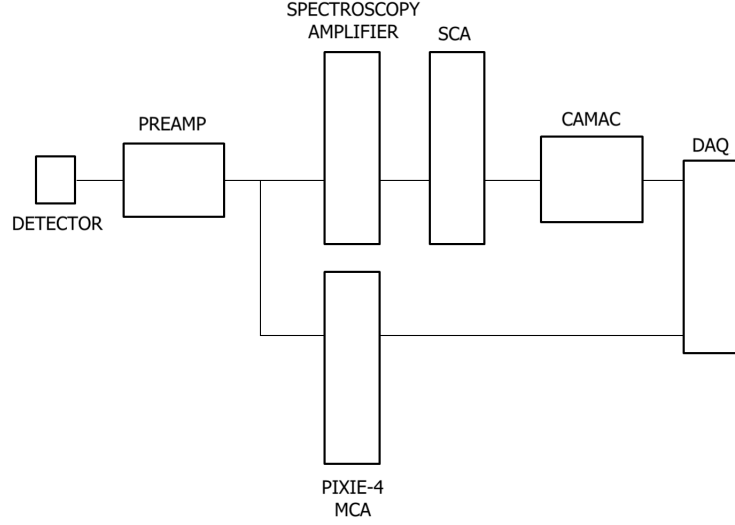 SPECTROSCOPY
AMPLIFIER
SCA
PREAMP
CAMAC
DAQ
DETECTOR
PIXIE-4
MCA